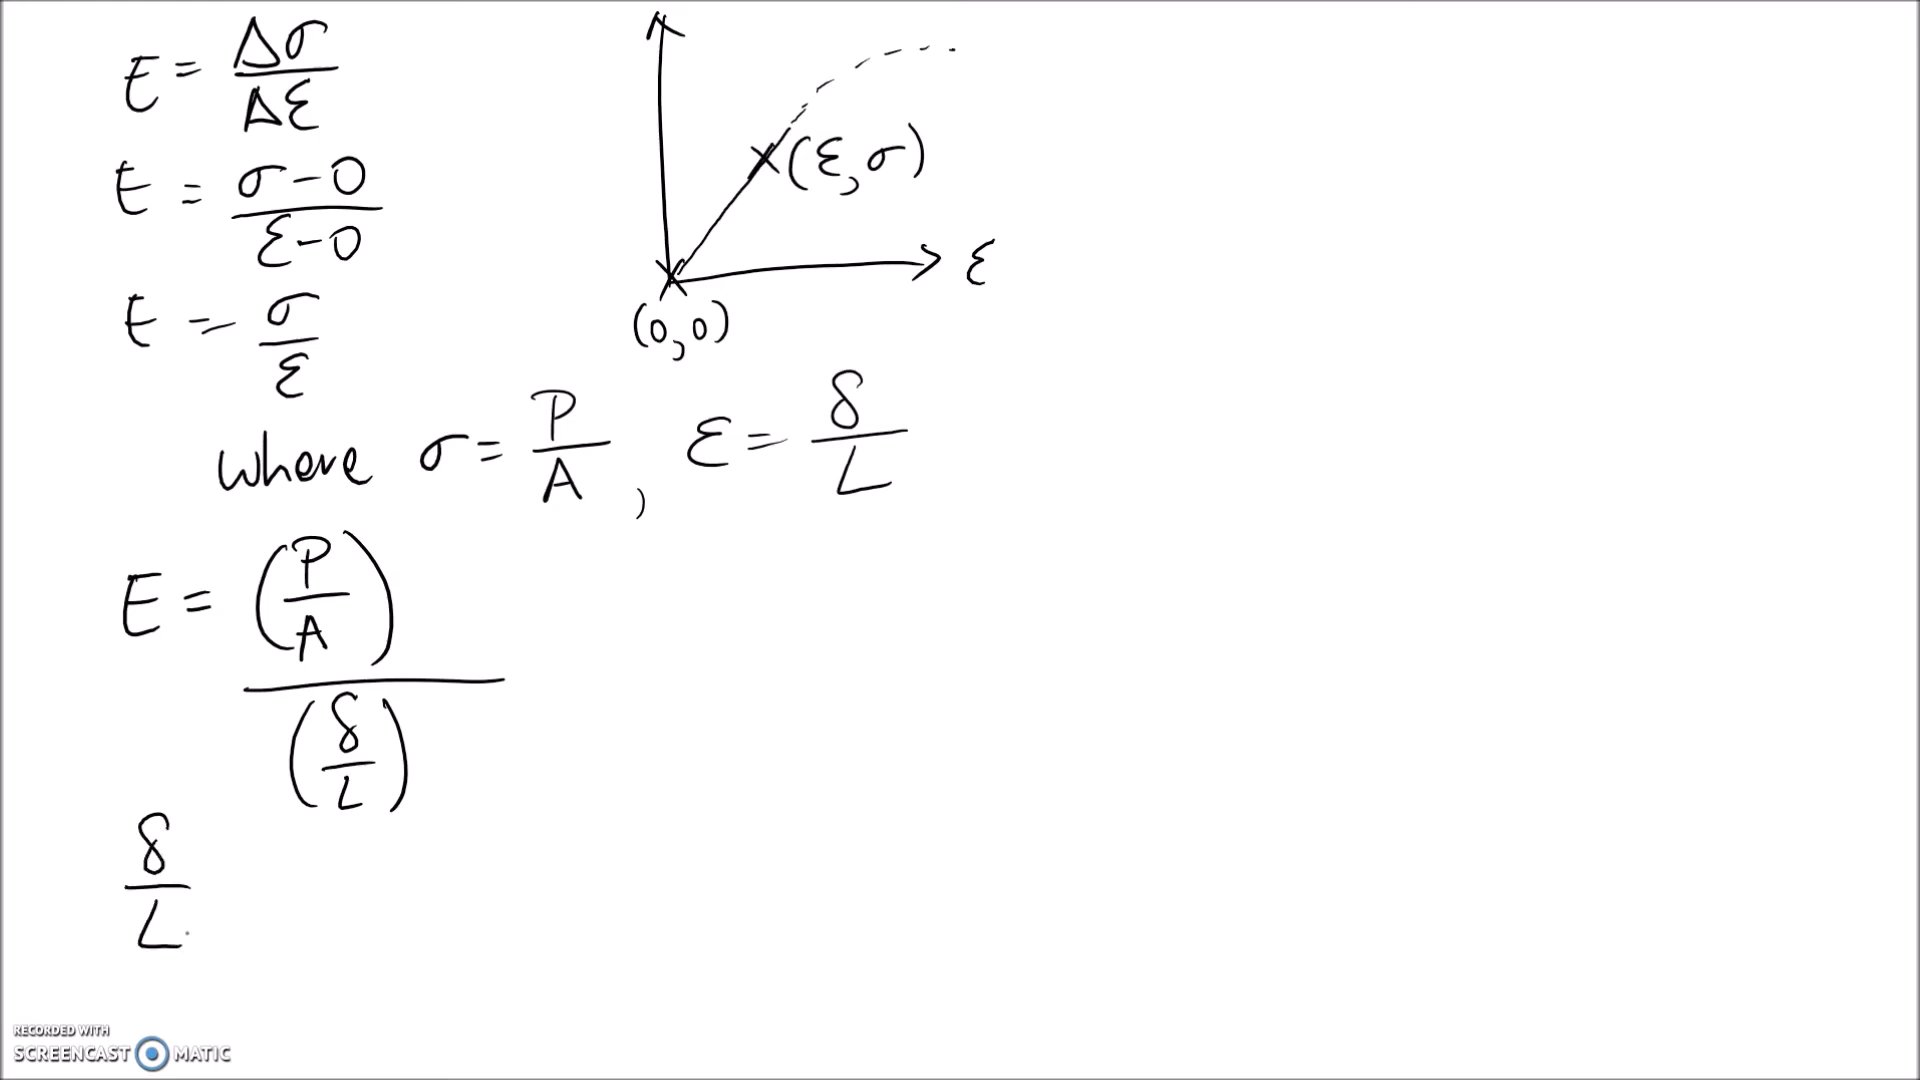 E = Δσ/Δε
E = σ-0/ε-0
E = σ/ε
(ε,σ)
ε
(0,0)
where σ = P/A , ε = δ/L
E = (P/A)/(δ/L)
δ/L
RECORDED WITH
SCREENCAST MATIC